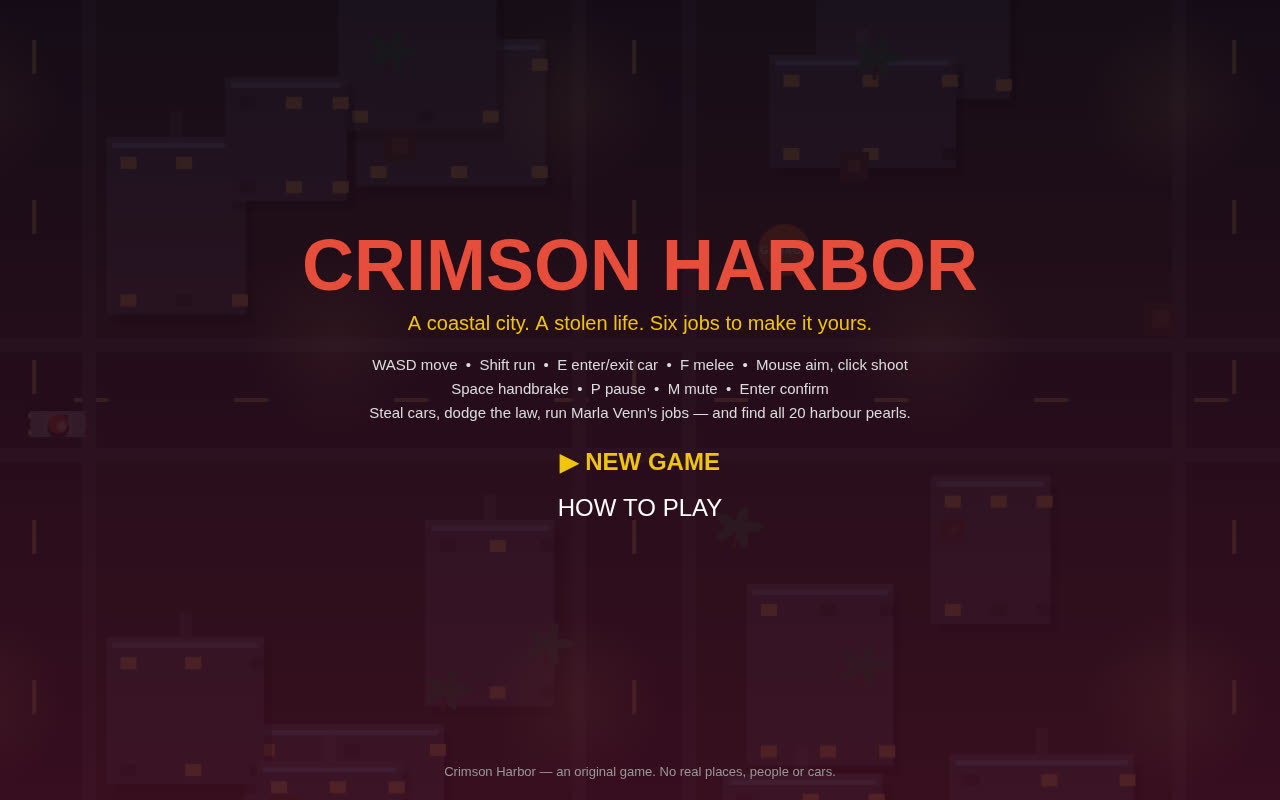 CRIMSON HARBOR
A coastal city. A stolen life. Six jobs to make it yours.
WASD move • Shift run • E enter/exit car • F melee • Mouse aim, click shoot
Space handbrake • P pause • M mute • Enter confirm
Steal cars, dodge the law, run Marla Venn's jobs — and find all 20 harbour pearls.
▶ NEW GAME
HOW TO PLAY
Crimson Harbor — an original game. No real places, people or cars.